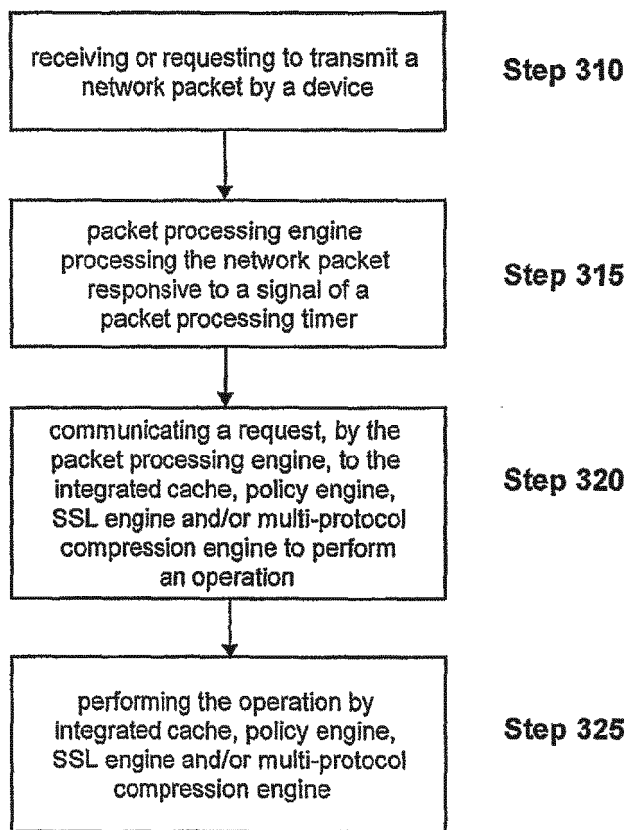 receiving or requesting to transmit a
network packet by a device
Step 310
packet processing engine
processing the network packet
responsive to a signal of a
packet processing timer
Step 315
communicating a request, by the
packet processing engine, to the
integrated cache, policy engine,
SSL engine and/or multi-protocol
compression engine to perform
an operation
Step 320
performing the operation by
integrated cache, policy engine,
SSL engine and/or multi-protocol
compression engine
Step 325